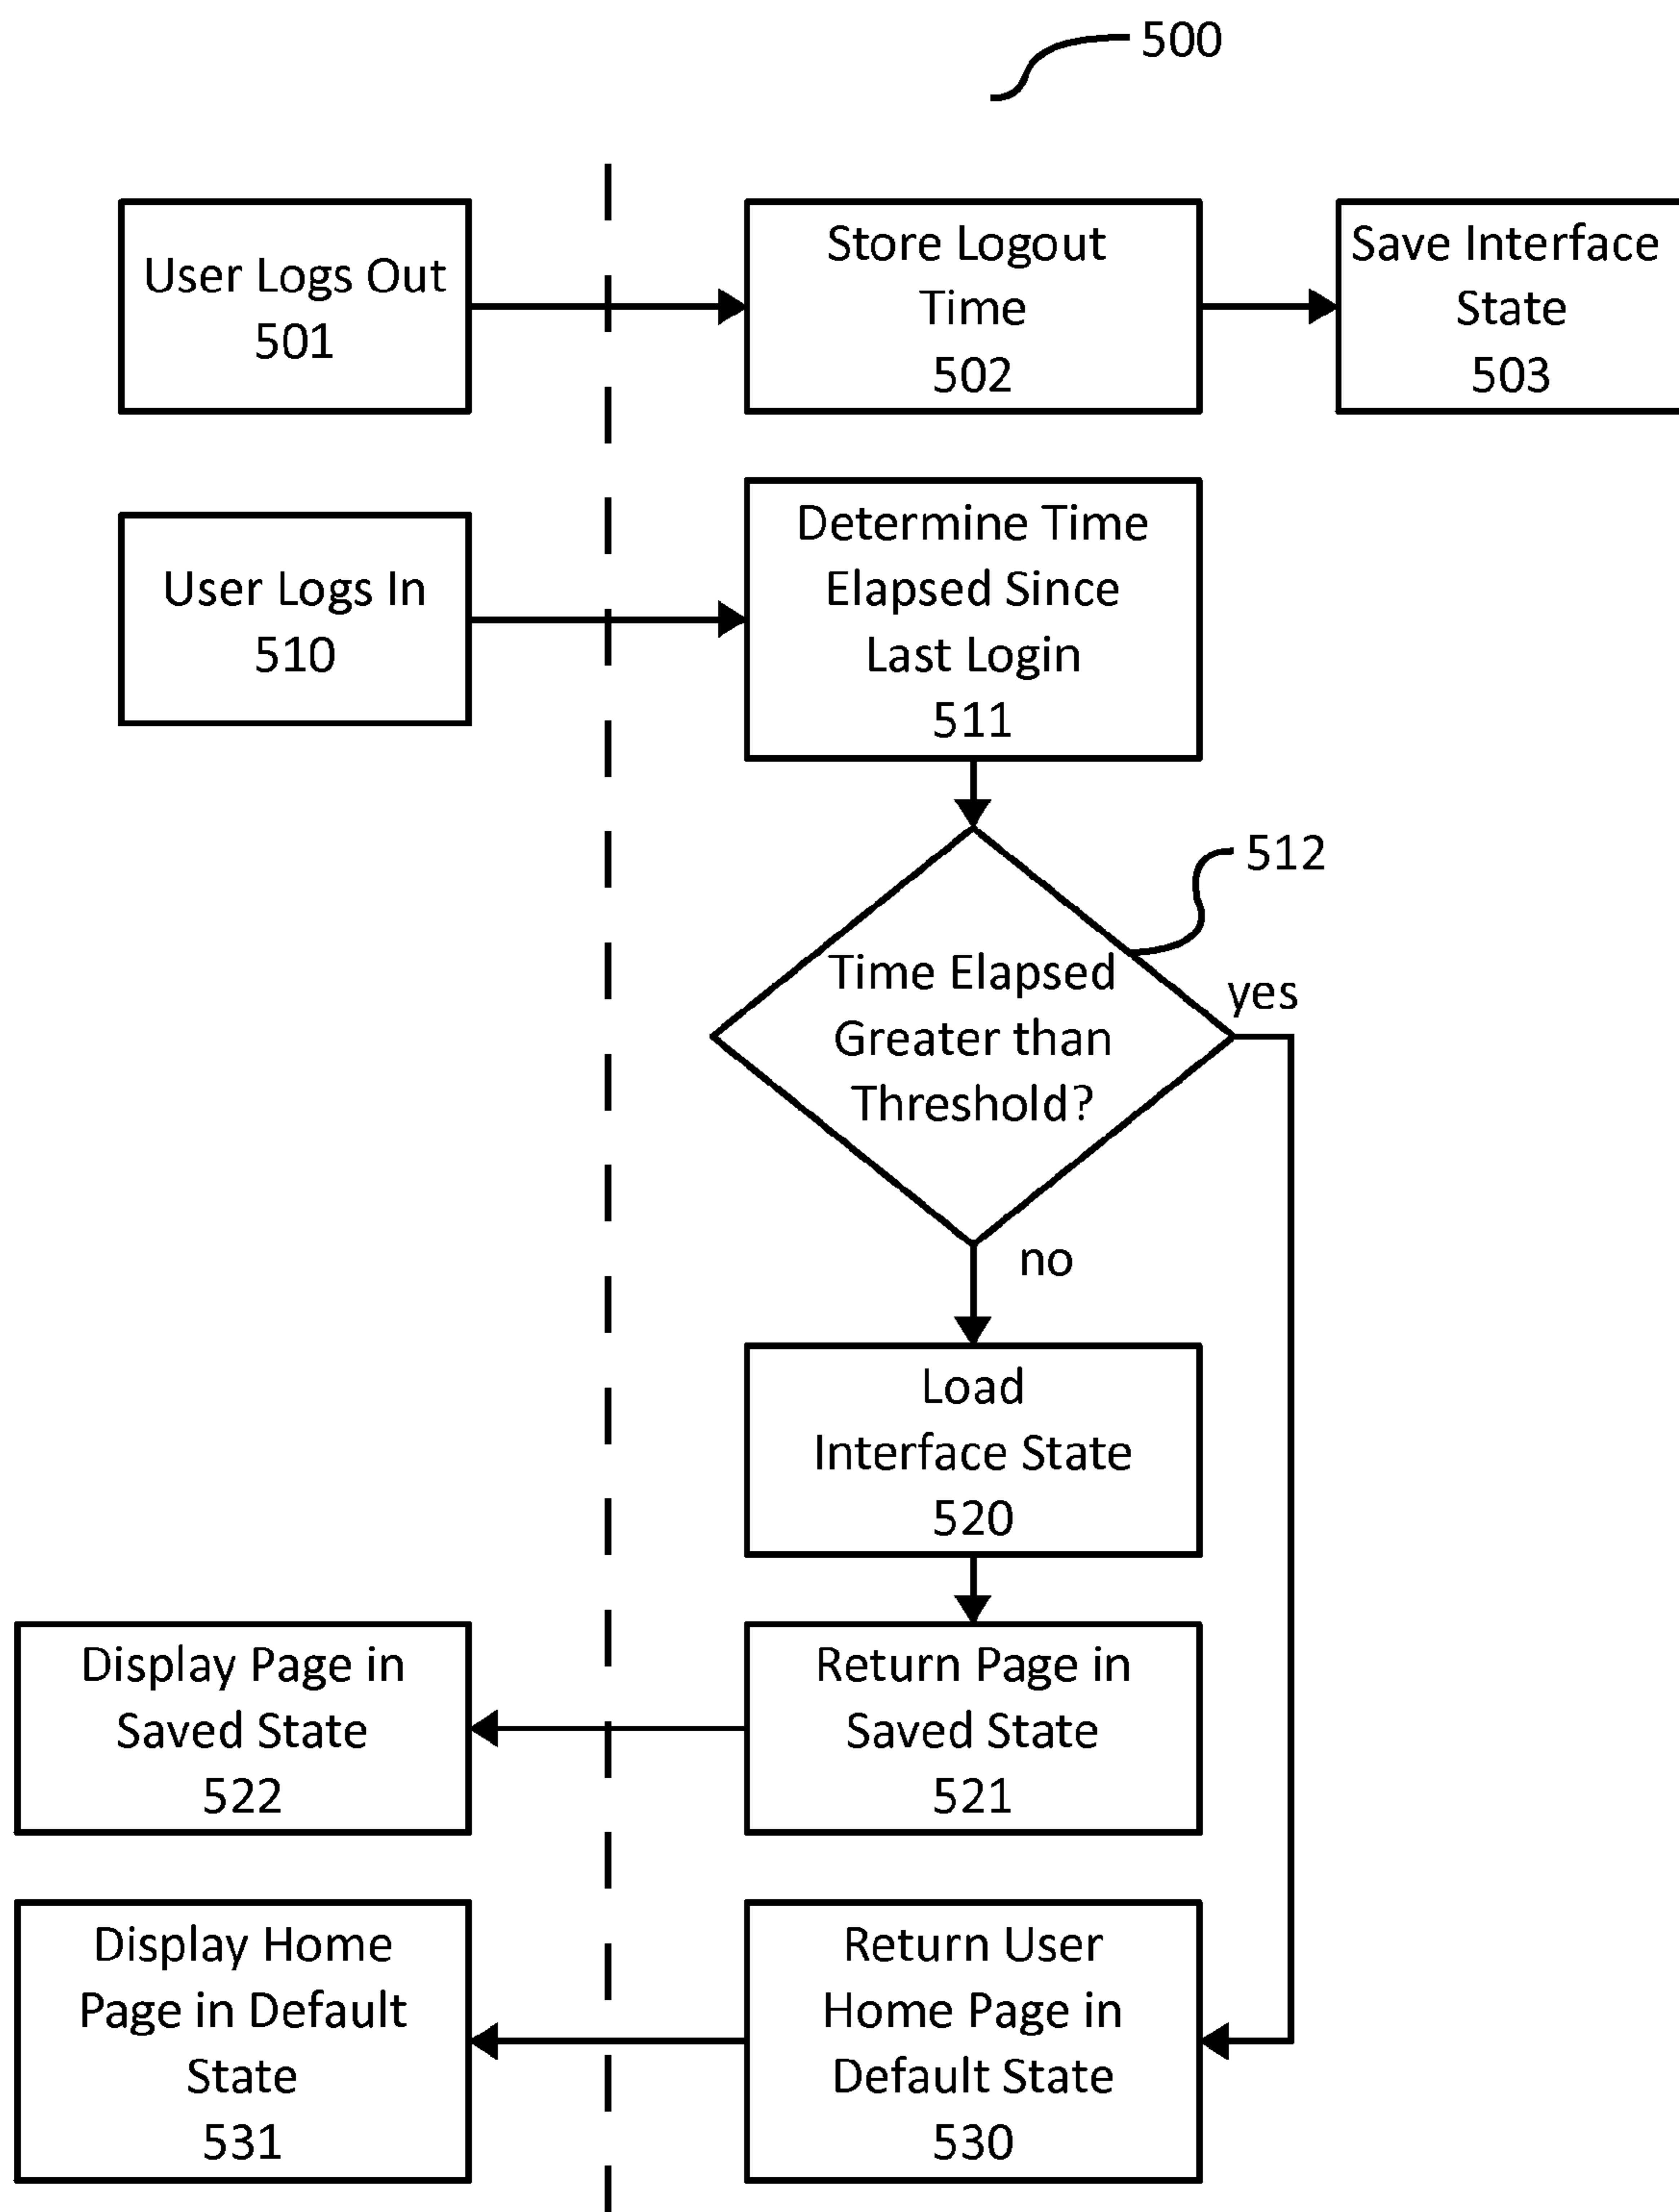 500
User Logs Out
501
Store Logout
Time
502
Save Interface
State
503
User Logs In
510
Determine Time
Elapsed Since
Last Login
511
512
Time Elapsed
Greater than
Threshold?
yes
no
Load
Interface State
520
Display Page in
Saved State
522
Return Page in
Saved State
521
Display Home
Page in Default
State
531
Return User
Home Page in
Default State
530